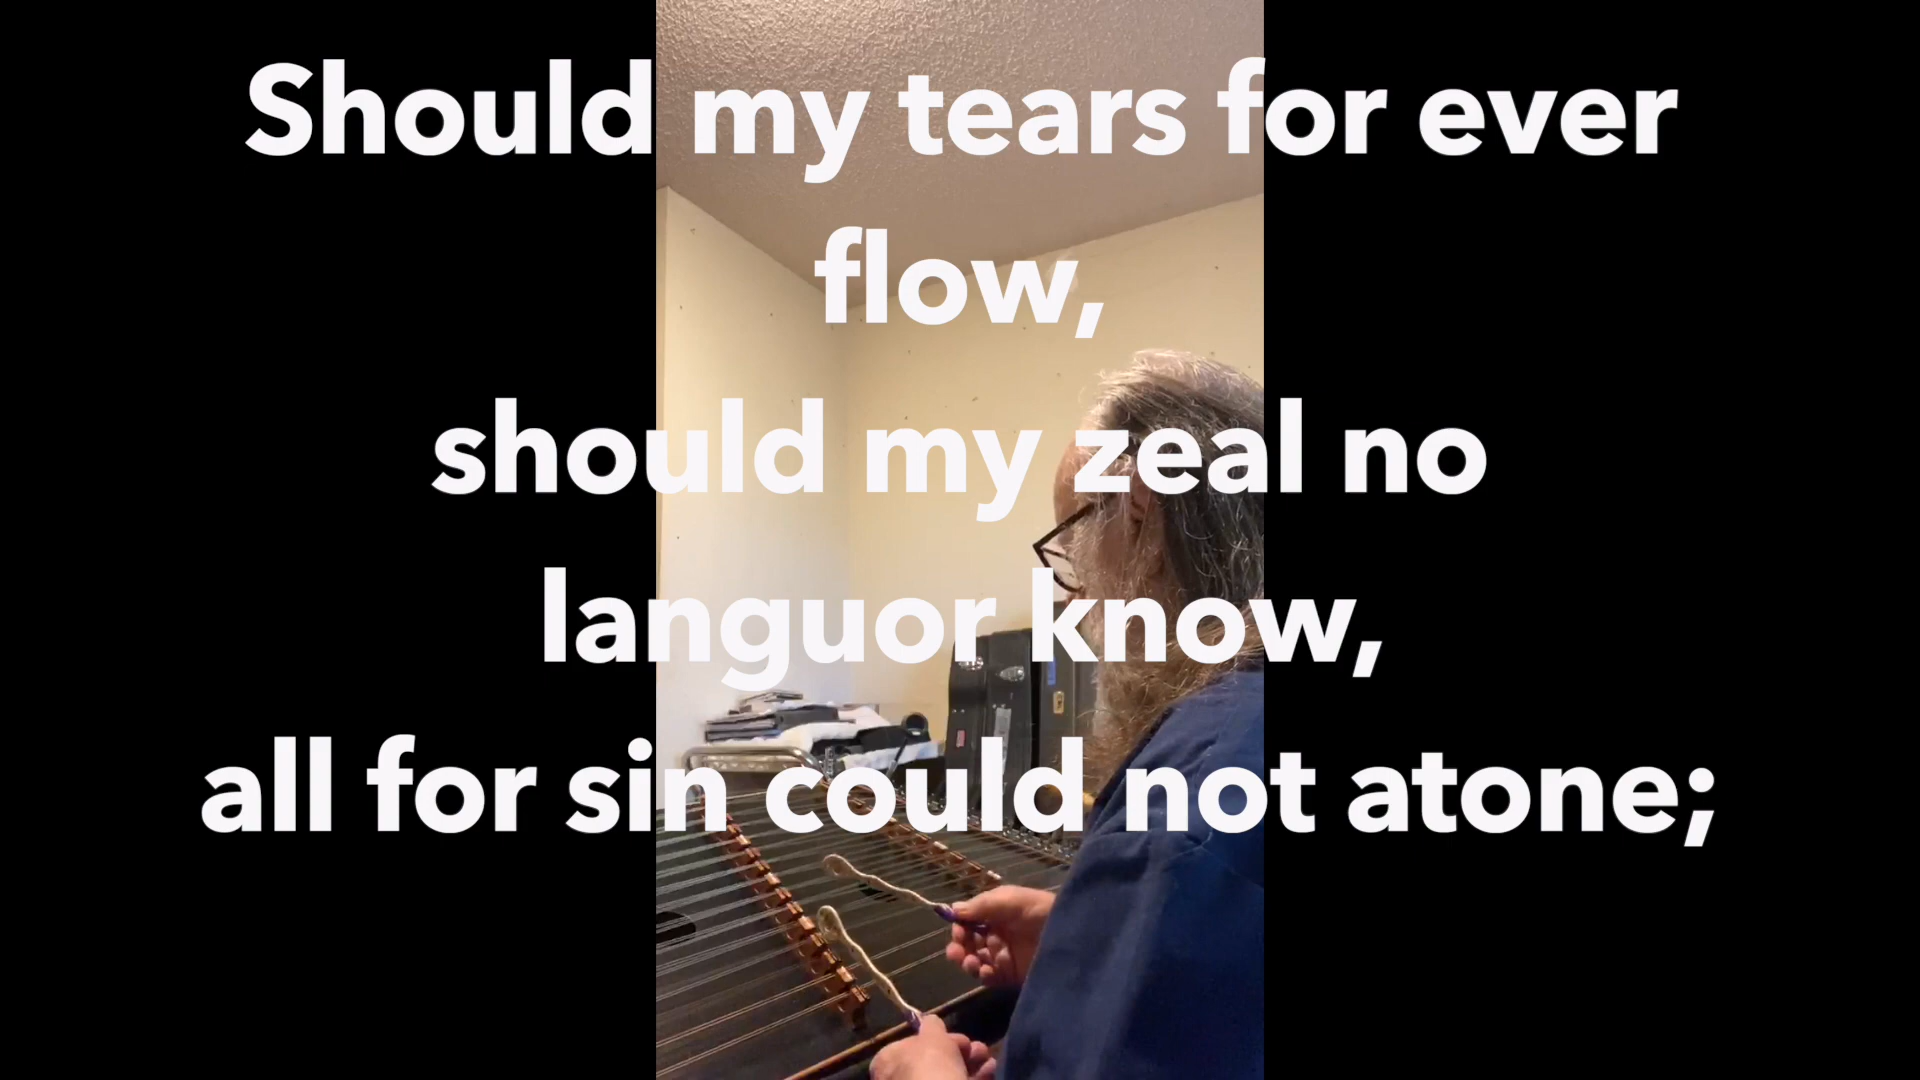 Should my tears for ever
flow,
should my zeal no
languor know,
all for sin could not atone;